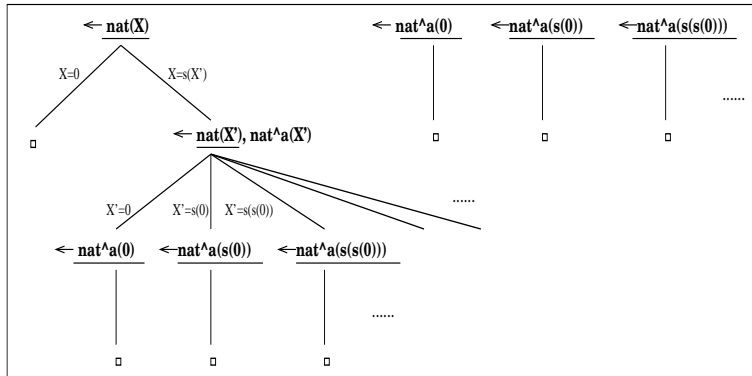 ← nat(X) ← nat^a(0) ← nat^a(s(0)) ← nat^a(s(s(0)))
X=0 X=s(X') ......
← nat(X'), nat^a(X')
......
X'=0 X'=s(0) X'=s(s(0))
← nat^a(0) ← nat^a(s(0)) ← nat^a(s(s(0)))
......